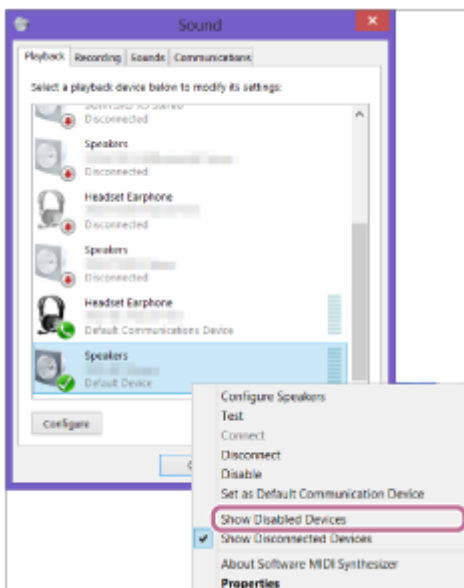 Sound
Playback Recording Sounds Communications
Select a playback device below to modify its settings:
Disconnected
Speakers
Disconnected
Headset Earphone
Disconnected
Speakers
Disconnected
Headset Earphone
Default Communications Device
Speakers
Default Device
Configure
Configure Speakers
Test
Connect
Disconnect
Disable
Set as Default Communication Device
Show Disabled Devices
Show Disconnected Devices
About Software MIDI Synthesizer
Properties